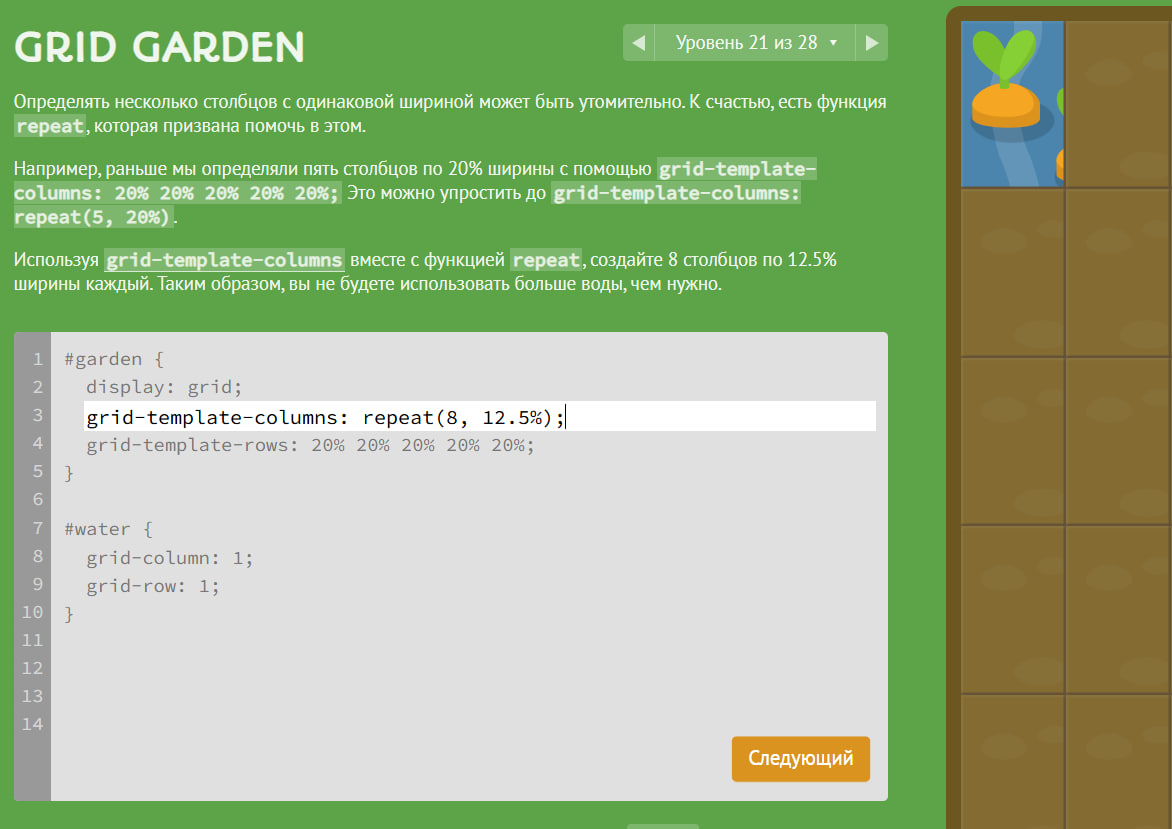 GRID GARDEN
Уровень 21 из 28
Определять несколько столбцов с одинаковой шириной может быть утомительно. К счастью, есть функция
repeat, которая призвана помочь в этом.
Например, раньше мы определяли пять столбцов по 20% ширины с помощью grid-template-
columns: 20% 20% 20% 20% 20%; Это можно упростить до grid-template-columns:
repeat(5, 20%).
Используя grid-template-columns вместе с функцией repeat, создайте 8 столбцов по 12.5%
ширины каждый. Таким образом, вы не будете использовать больше воды, чем нужно.
1 #garden {
2 display: grid;
3 grid-template-columns: repeat(8, 12.5%);
4 grid-template-rows: 20% 20% 20% 20% 20%;
5 }
6
7 #water {
8 grid-column: 1;
9 grid-row: 1;
10 }
11
12
13
14
Следующий